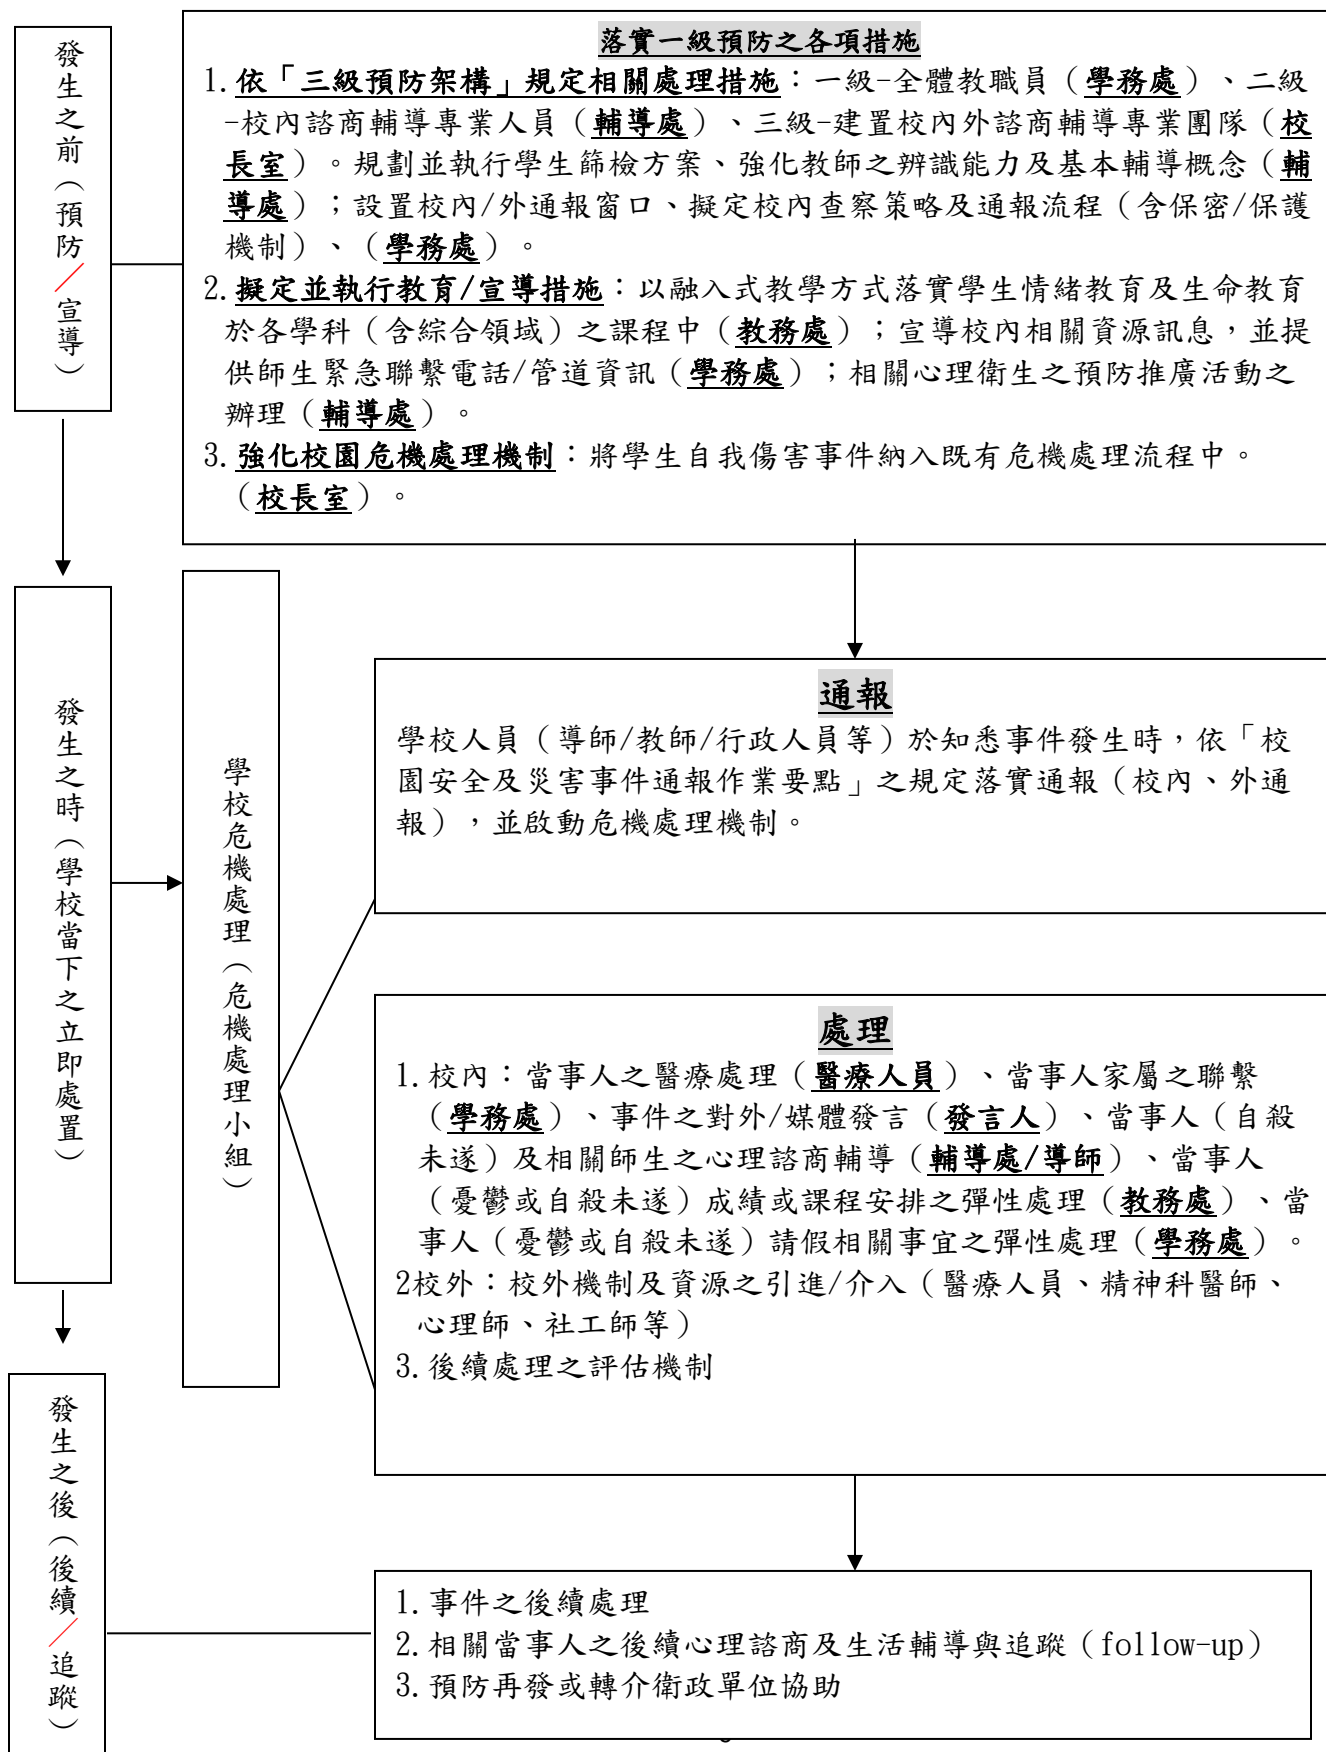 發生之前（預防／宣導）
落實一級預防之各項措施
1.依「三級預防架構」規定相關處理措施：一級-全體教職員（學務處）、二級
-校內諮商輔導專業人員（輔導處）、三級-建置校內外諮商輔導專業團隊（校
長室）。規劃並執行學生篩檢方案、強化教師之辨識能力及基本輔導概念（輔
導處）；設置校內/外通報窗口、擬定校內查察策略及通報流程（含保密/保護
機制）、（學務處）。
2.擬定並執行教育/宣導措施：以融入式教學方式落實學生情緒教育及生命教育
於各學科（含綜合領域）之課程中（教務處）；宣導校內相關資源訊息，並提
供師生緊急聯繫電話/管道資訊（學務處）；相關心理衛生之預防推廣活動之
辦理（輔導處）。
3.強化校園危機處理機制：將學生自我傷害事件納入既有危機處理流程中。
（校長室）。
發生之時（學校當下之立即處置）
學校危機處理（危機處理小組）
通報
學校人員（導師/教師/行政人員等）於知悉事件發生時，依「校
園安全及災害事件通報作業要點」之規定落實通報（校內、外通
報），並啟動危機處理機制。
處理
1.校內：當事人之醫療處理（醫療人員）、當事人家屬之聯繫
（學務處）、事件之對外/媒體發言（發言人）、當事人（自殺
未遂）及相關師生之心理諮商輔導（輔導處/導師）、當事人
（憂鬱或自殺未遂）成績或課程安排之彈性處理（教務處）、當
事人（憂鬱或自殺未遂）請假相關事宜之彈性處理（學務處）。
2校外：校外機制及資源之引進/介入（醫療人員、精神科醫師、
心理師、社工師等）
3.後續處理之評估機制
發生之後（後續／追蹤）
1.事件之後續處理
2.相關當事人之後續心理諮商及生活輔導與追蹤（follow-up）
3.預防再發或轉介衛政單位協助